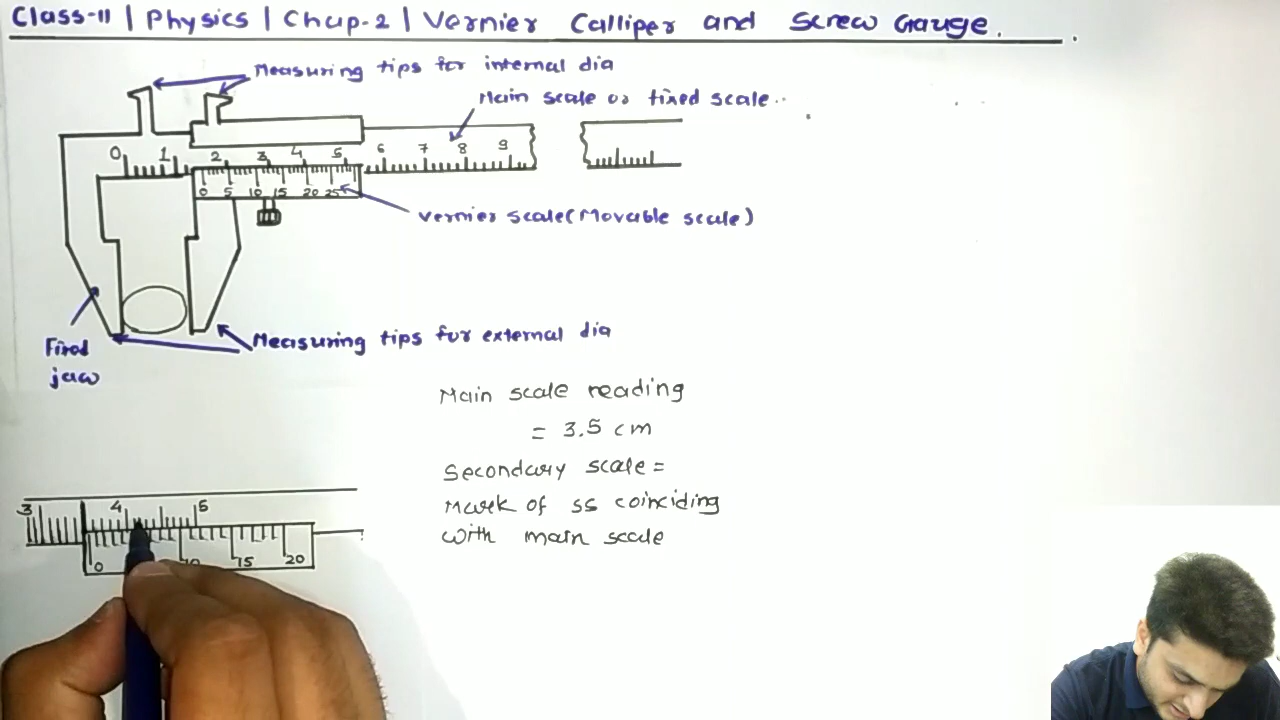 Class-11 | Physics | Chap-2 | Vernier Calliper and Screw Gauge.
Measuring tips for internal dia
Main scale or fixed scale
0 1 2 3 4 5 6 7 8 9
0 5 10 15 20 25
Vernier scale (Movable scale)
Fixed
jaw
Measuring tips for external dia
Main scale reading
= 3.5 cm
Secondary scale =
Mark of ss coinciding
with main scale
3 4 5
0 10 15 20